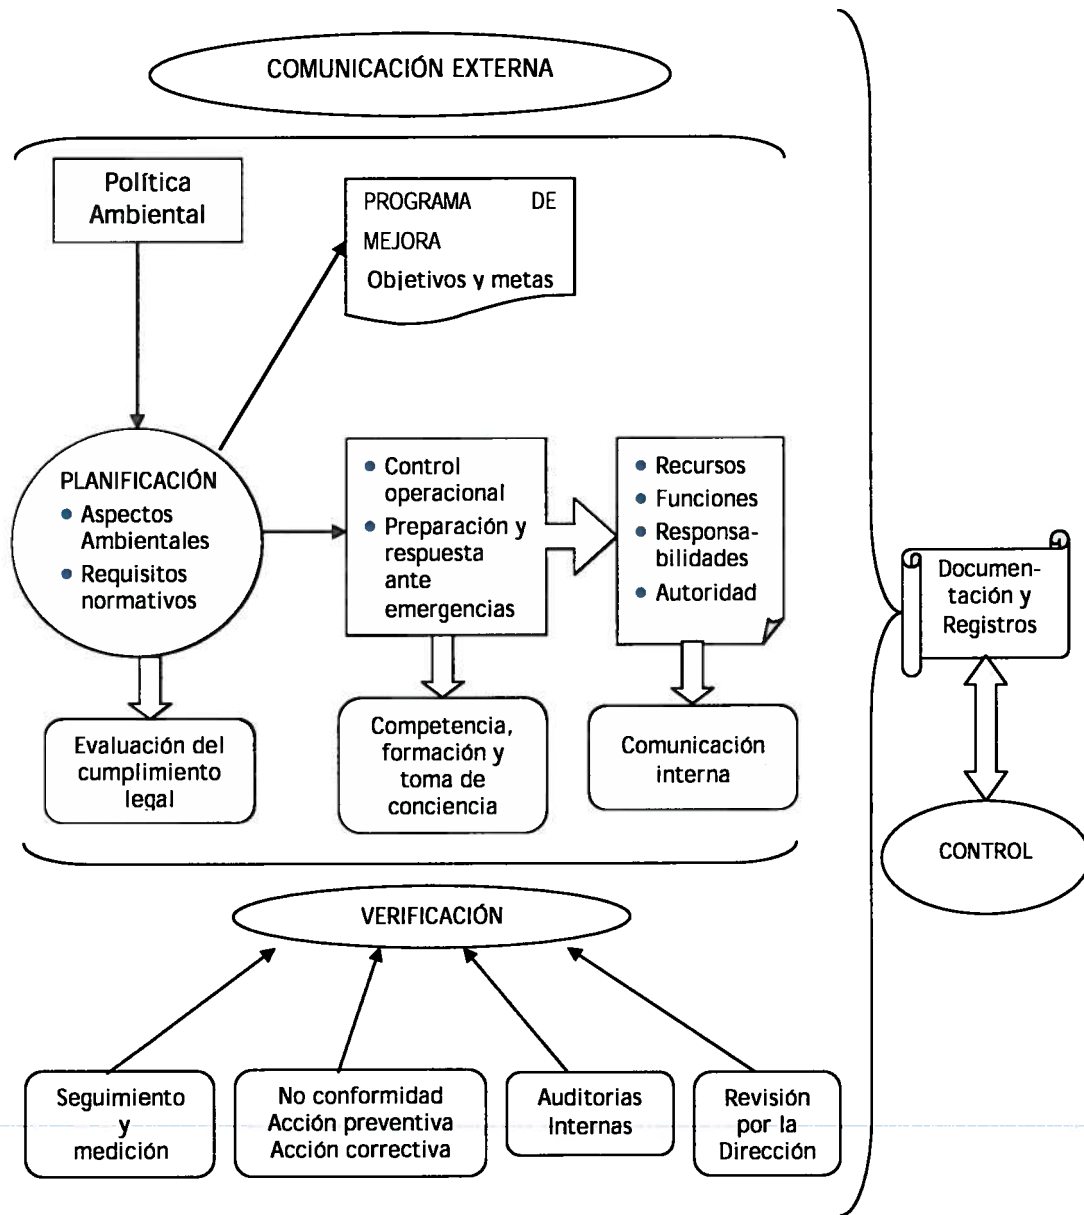 COMUNICACIÓN EXTERNA
Política
Ambiental
PROGRAMA DE
MEJORA
Objetivos y metas
PLANIFICACIÓN
• Aspectos
Ambientales
• Requisitos
normativos
• Control
operacional
• Preparación y
respuesta
ante
emergencias
• Recursos
• Funciones
• Responsa-
bilidades
• Autoridad
Documen-
tación y
Registros
Evaluación del
cumplimiento
legal
Competencia,
formación y
toma de
conciencia
Comunicación
interna
CONTROL
VERIFICACIÓN
Seguimiento
y
medición
No conformidad
Acción preventiva
Acción correctiva
Auditorias
Internas
Revisión
por la
Dirección